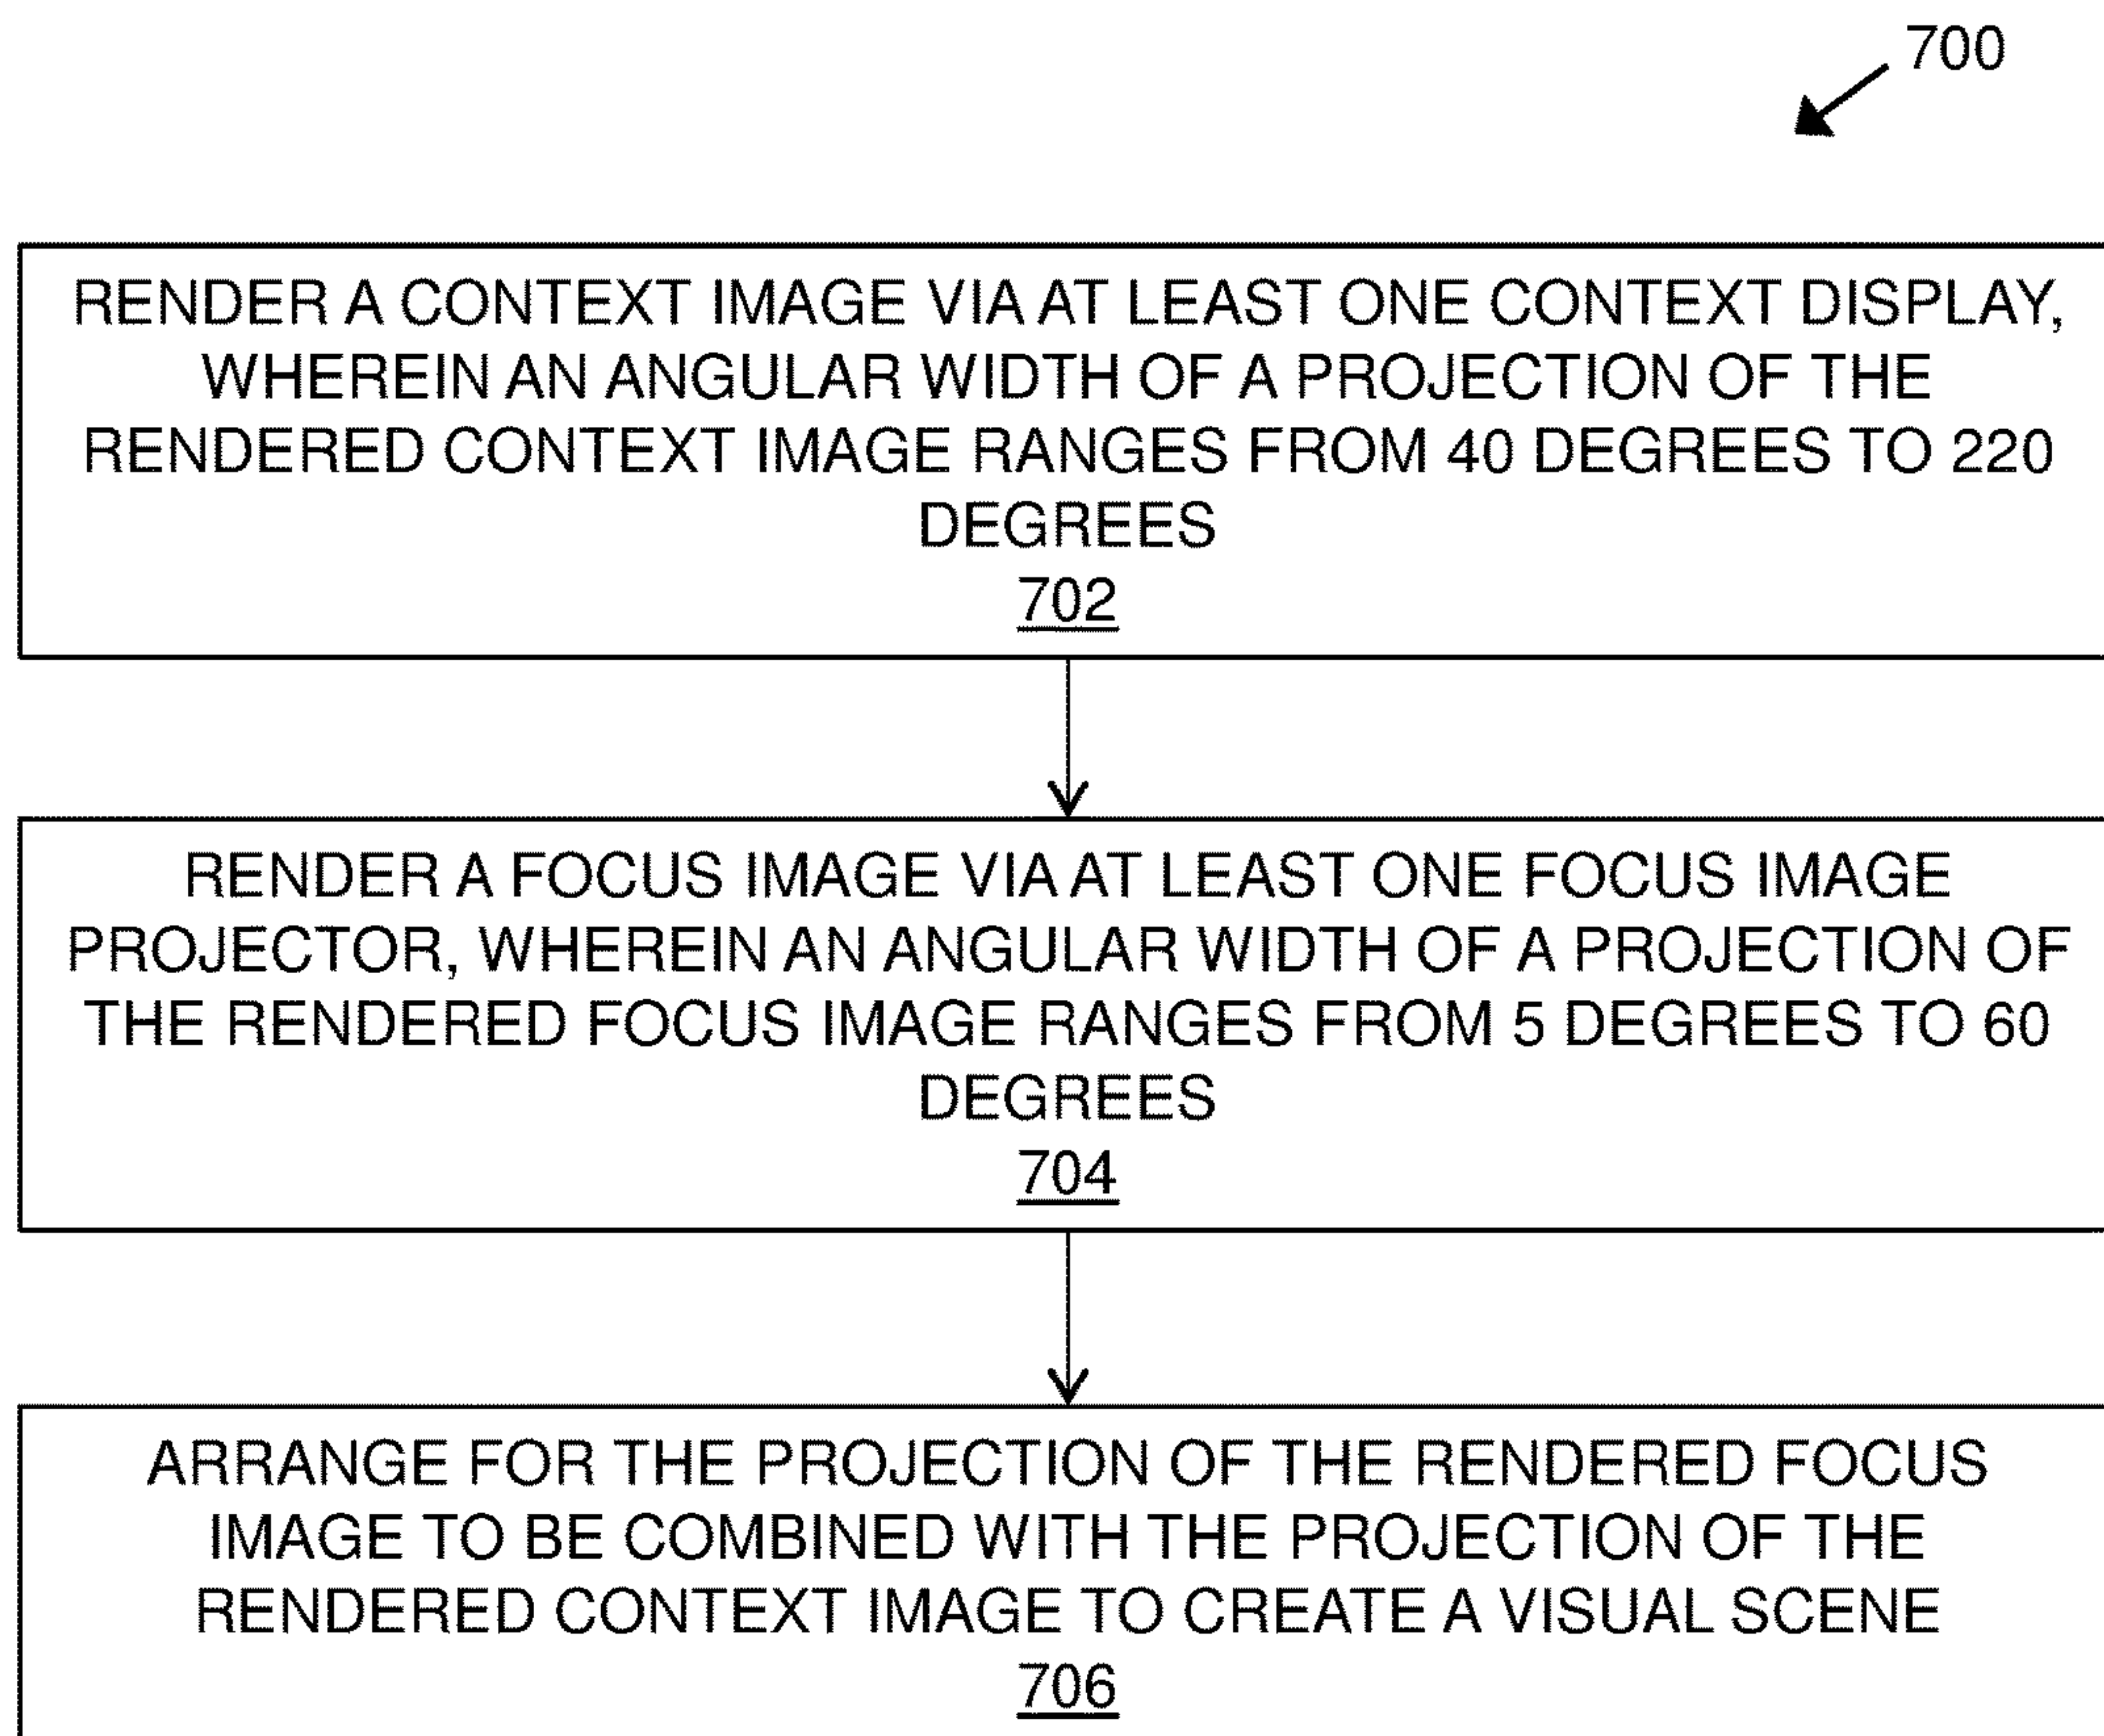 700
RENDER A CONTEXT IMAGE VIA AT LEAST ONE CONTEXT DISPLAY,
WHEREIN AN ANGULAR WIDTH OF A PROJECTION OF THE
RENDERED CONTEXT IMAGE RANGES FROM 40 DEGREES TO 220
DEGREES
702
RENDER A FOCUS IMAGE VIA AT LEAST ONE FOCUS IMAGE
PROJECTOR, WHEREIN AN ANGULAR WIDTH OF A PROJECTION OF
THE RENDERED FOCUS IMAGE RANGES FROM 5 DEGREES TO 60
DEGREES
704
ARRANGE FOR THE PROJECTION OF THE RENDERED FOCUS
IMAGE TO BE COMBINED WITH THE PROJECTION OF THE
RENDERED CONTEXT IMAGE TO CREATE A VISUAL SCENE
706